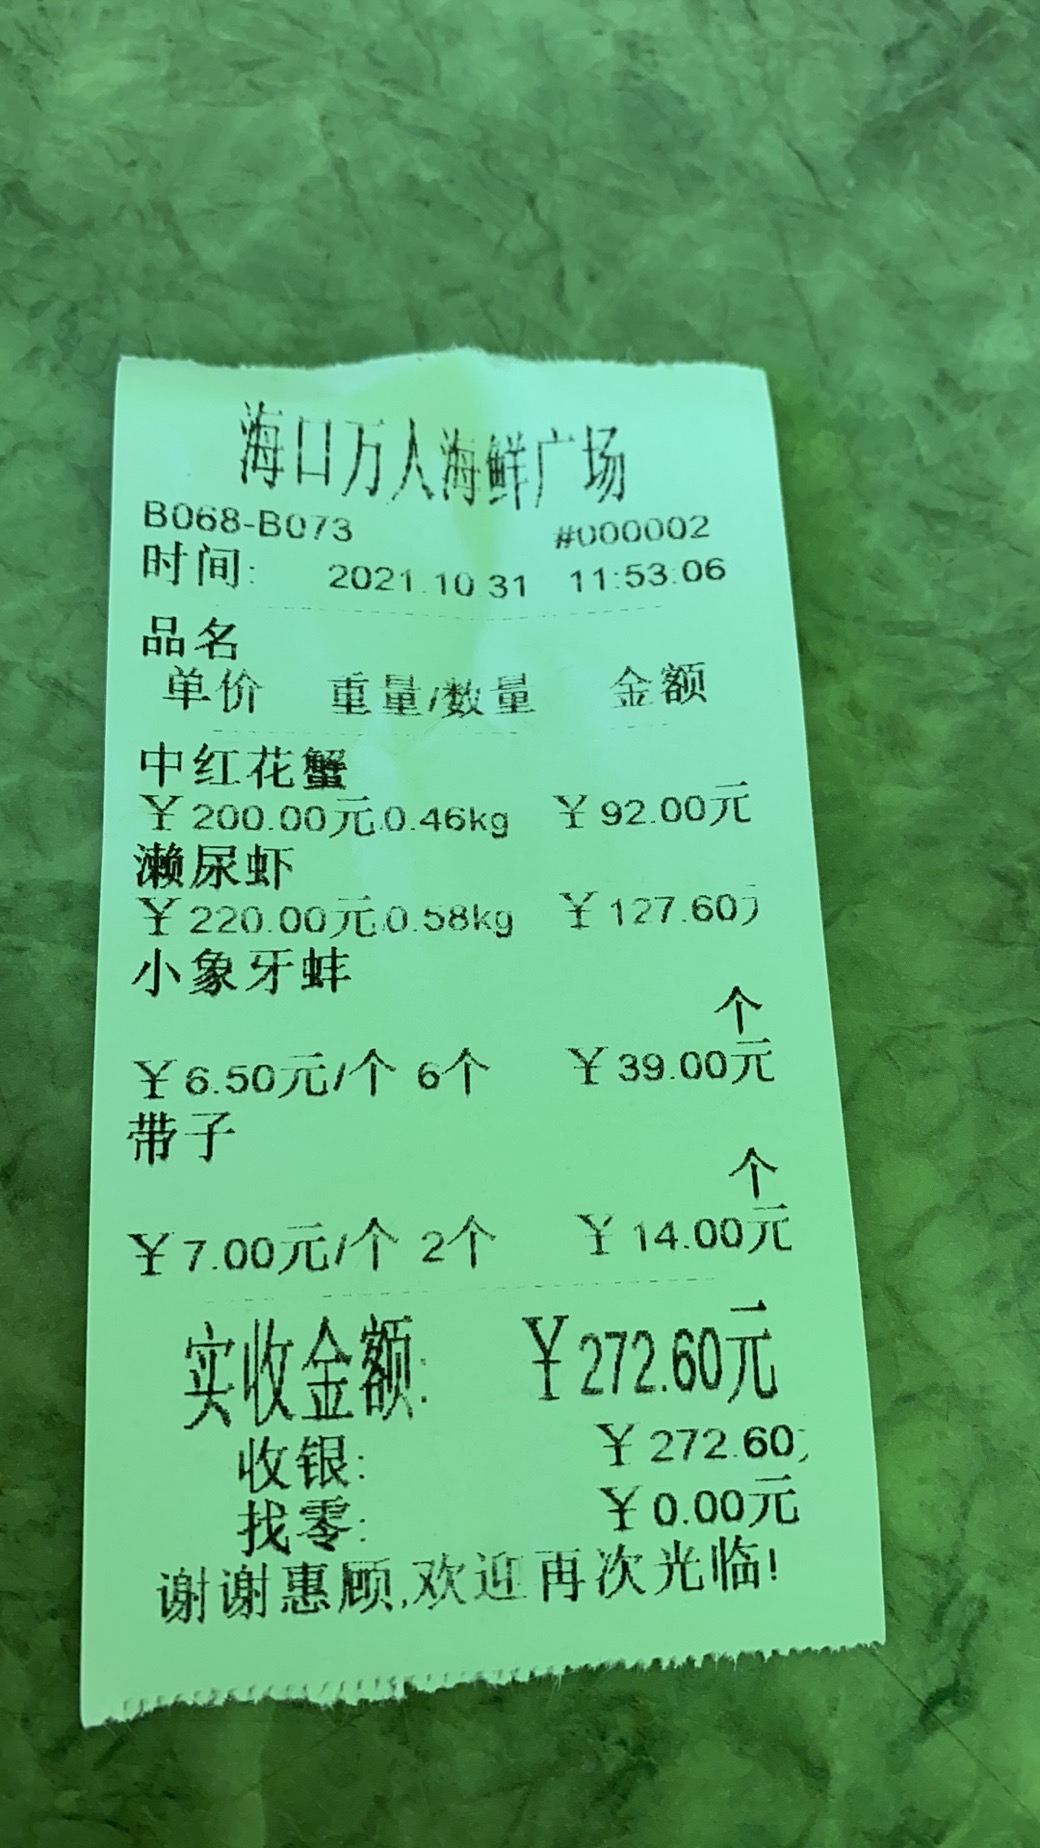 海口万人海鲜广场
B068-B073 #000002
时间: 2021.10.31 11:53:06
品名
单价 重量/数量 金额
中红花蟹
¥200.00元 0.46kg ¥92.00元
濑尿虾
¥220.00元 0.58kg ¥127.60
小象牙蚌
个
¥6.50元/个 6个 ¥39.00元
带子
个
¥7.00元/个 2个 ¥14.00元
实收金额: ¥272.60元
收银: ¥272.60
找零: ¥0.00元
谢谢惠顾,欢迎再次光临!